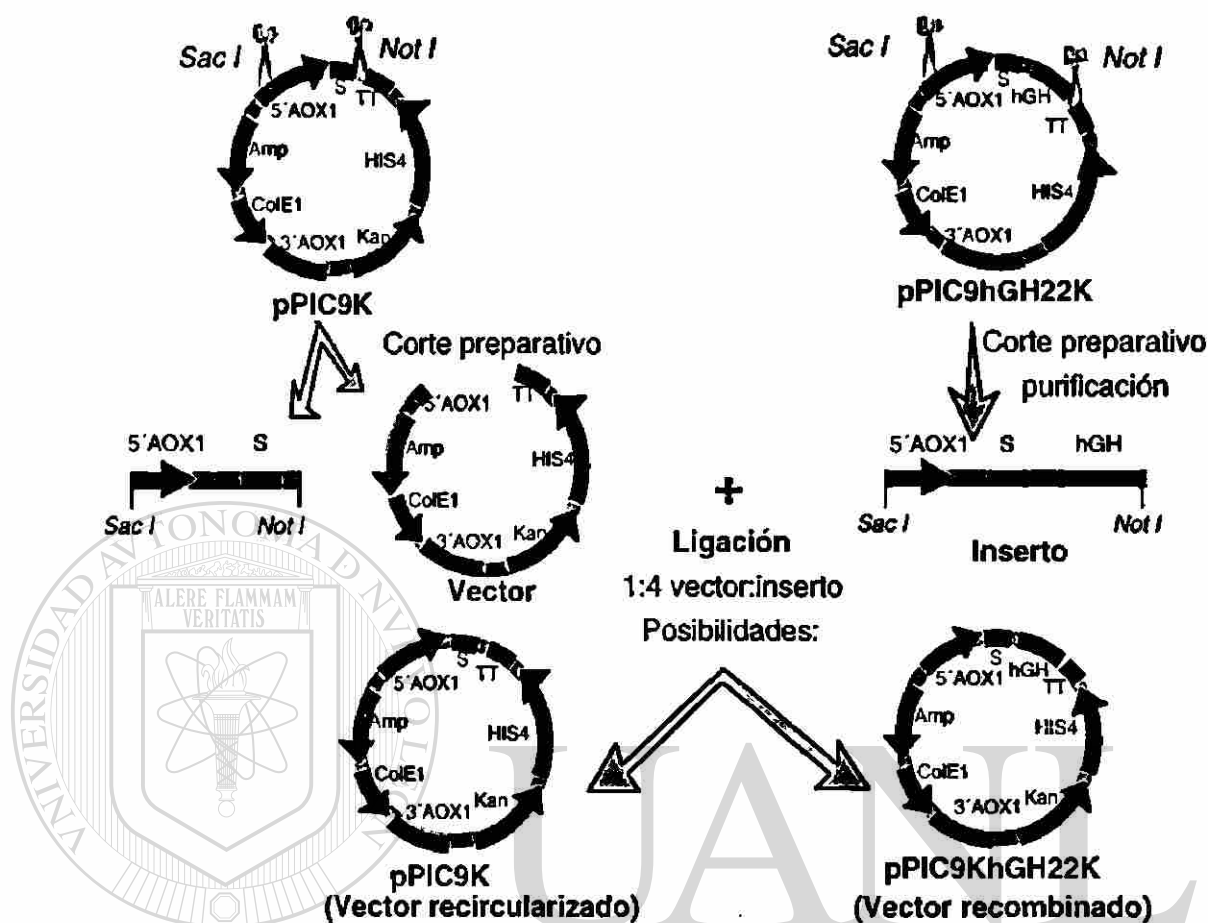 Sac I
Not I
5´AOX1
S
TT
Amp
HIS4
ColE1
3´AOX1
Kan
pPIC9K
Sac I
Not I
5´AOX1
S
hGH
TT
Amp
HIS4
ColE1
3´AOX1
pPIC9hGH22K
Corte preparativo
Corte preparativo
purificación
5´AOX1
S
Sac I
Not I
5´AOX1
TT
Amp
HIS4
ColE1
3´AOX1
Kan
Vector
+
Ligación
1:4 vector:inserto
Posibilidades:
5´AOX1
S
hGH
Sac I
Not I
Inserto
5´AOX1
S
TT
Amp
HIS4
ColE1
3´AOX1
Kan
pPIC9K
(Vector recircularizado)
5´AOX1
S
hGH
TT
Amp
HIS4
ColE1
3´AOX1
Kan
pPIC9KhGH22K
(Vector recombinado)
ALERE FLAMMAM
VERITATIS
UANL